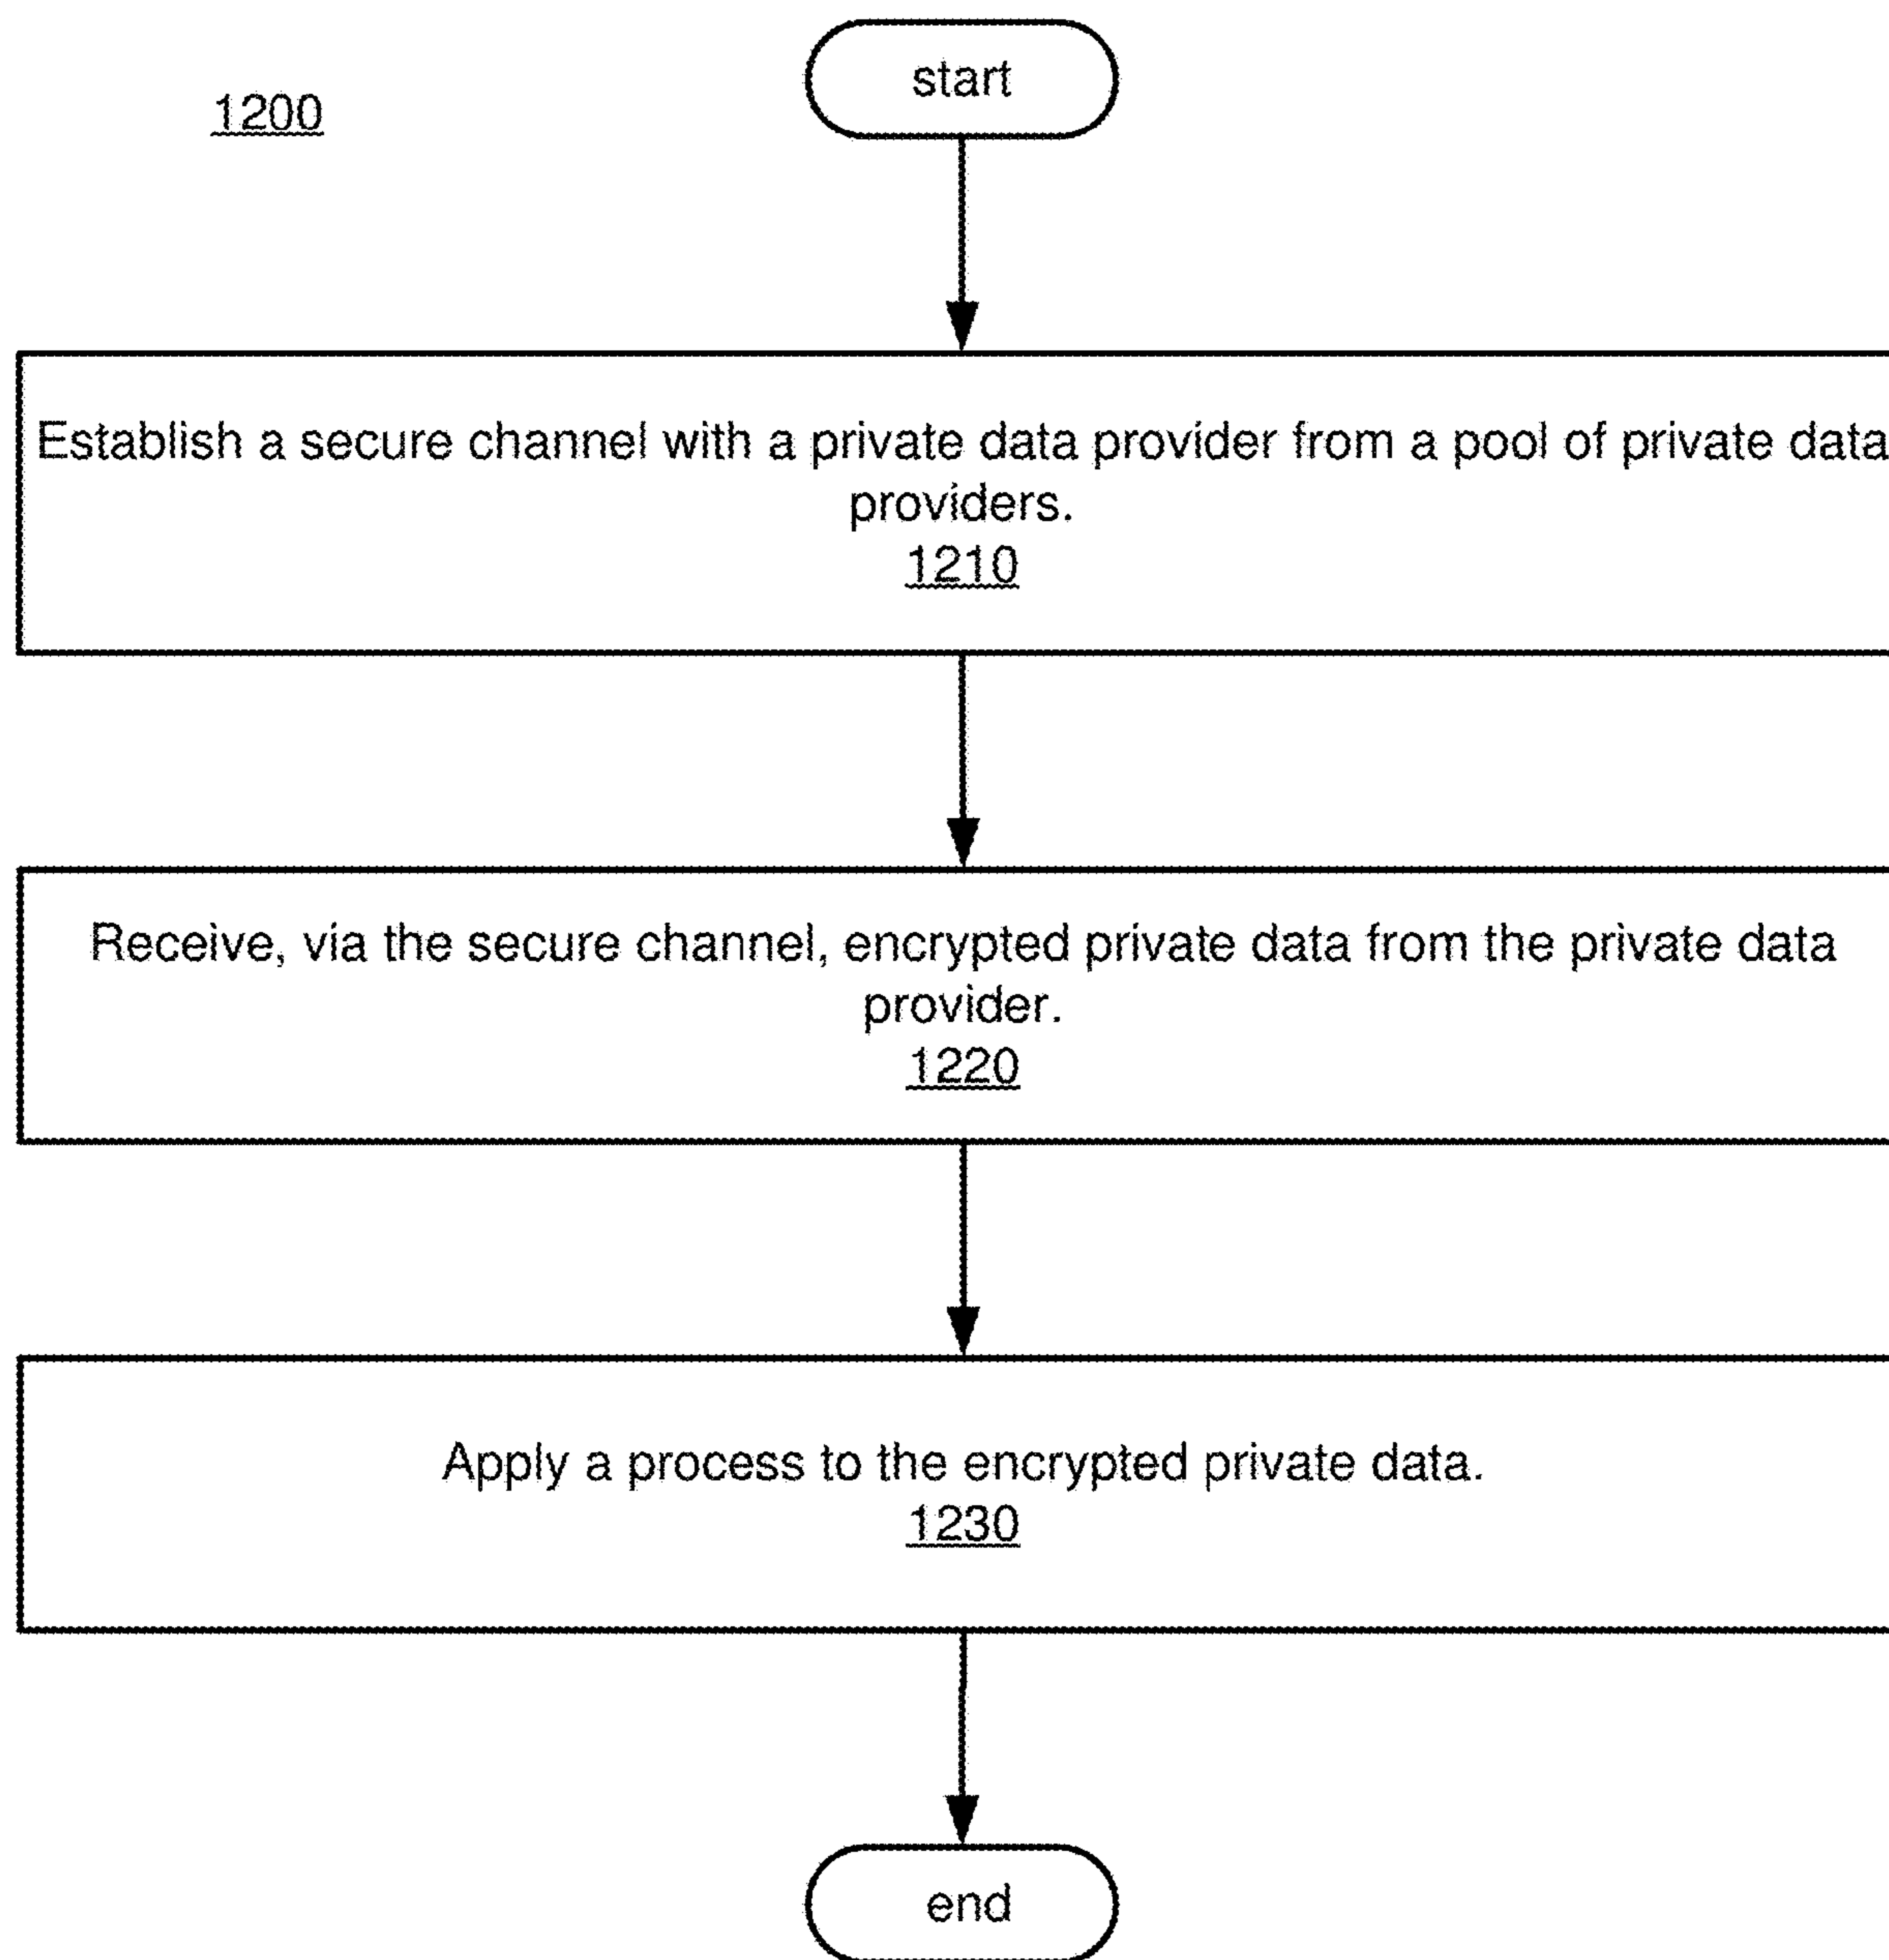 start
1200
Establish a secure channel with a private data provider from a pool of private data
providers.
1210
Receive, via the secure channel, encrypted private data from the private data
provider.
1220
Apply a process to the encrypted private data.
1230
end